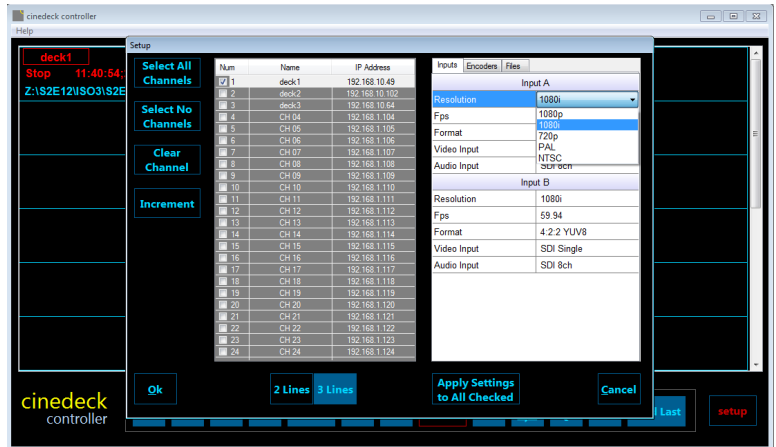 cinedeck controller
Help
deck1
Stop 11:40:54;
Z:\S2E12\ISO3\S2E
Setup
Select All Channels
Select No Channels
Clear Channel
Increment
Num Name IP Address
1 deck1 192.168.10.49
2 deck2 192.168.10.102
3 deck3 192.168.10.64
4 CH 04 192.168.1.104
5 CH 05 192.168.1.105
6 CH 06 192.168.1.106
7 CH 07 192.168.1.107
8 CH 08 192.168.1.108
9 CH 09 192.168.1.109
10 CH 10 192.168.1.110
11 CH 11 192.168.1.111
12 CH 12 192.168.1.112
13 CH 13 192.168.1.113
14 CH 14 192.168.1.114
15 CH 15 192.168.1.115
16 CH 16 192.168.1.116
17 CH 17 192.168.1.117
18 CH 18 192.168.1.118
19 CH 19 192.168.1.119
20 CH 20 192.168.1.120
21 CH 21 192.168.1.121
22 CH 22 192.168.1.122
23 CH 23 192.168.1.123
24 CH 24 192.168.1.124
Inputs Encoders Files
Input A
Resolution 1080i
Fps
Format
Video Input
Audio Input SDI 8ch
1080p
1080i
720p
PAL
NTSC
Input B
Resolution 1080i
Fps 59.94
Format 4:2:2 YUV8
Video Input SDI Single
Audio Input SDI 8ch
Ok
2 Lines 3 Lines
Apply Settings to All Checked
Cancel
cinedeck
controller
Last
setup